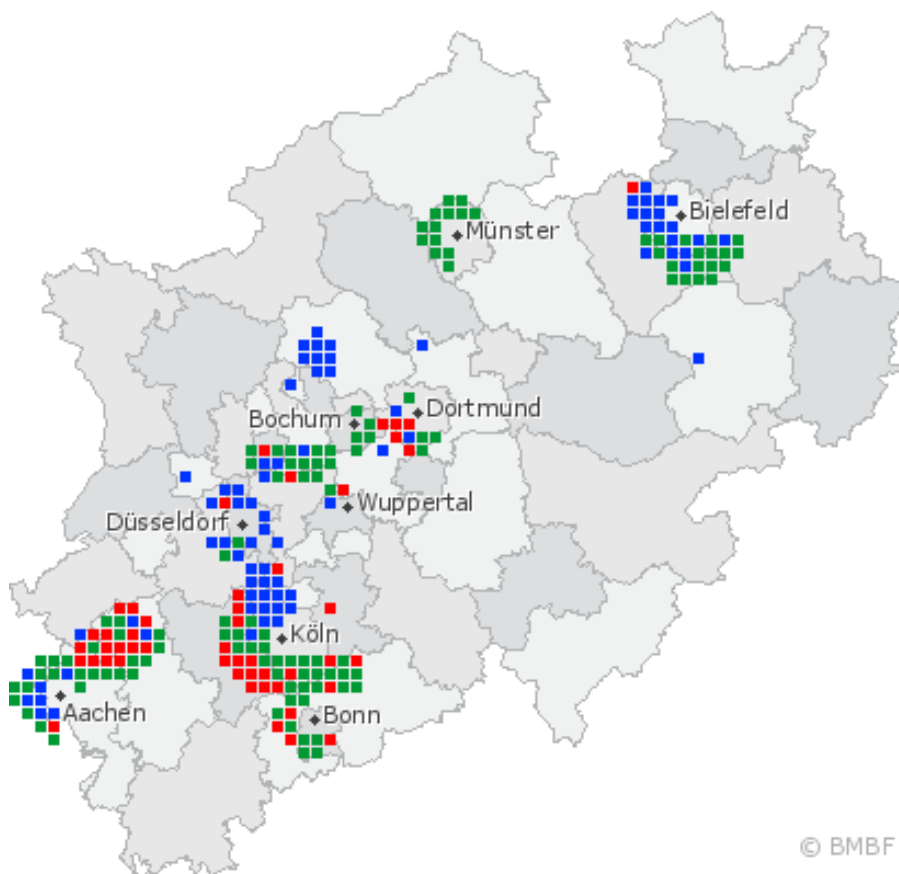 Bielefeld
Münster
Dortmund
Bochum
Wuppertal
Düsseldorf
Köln
Aachen
Bonn
© BMBF